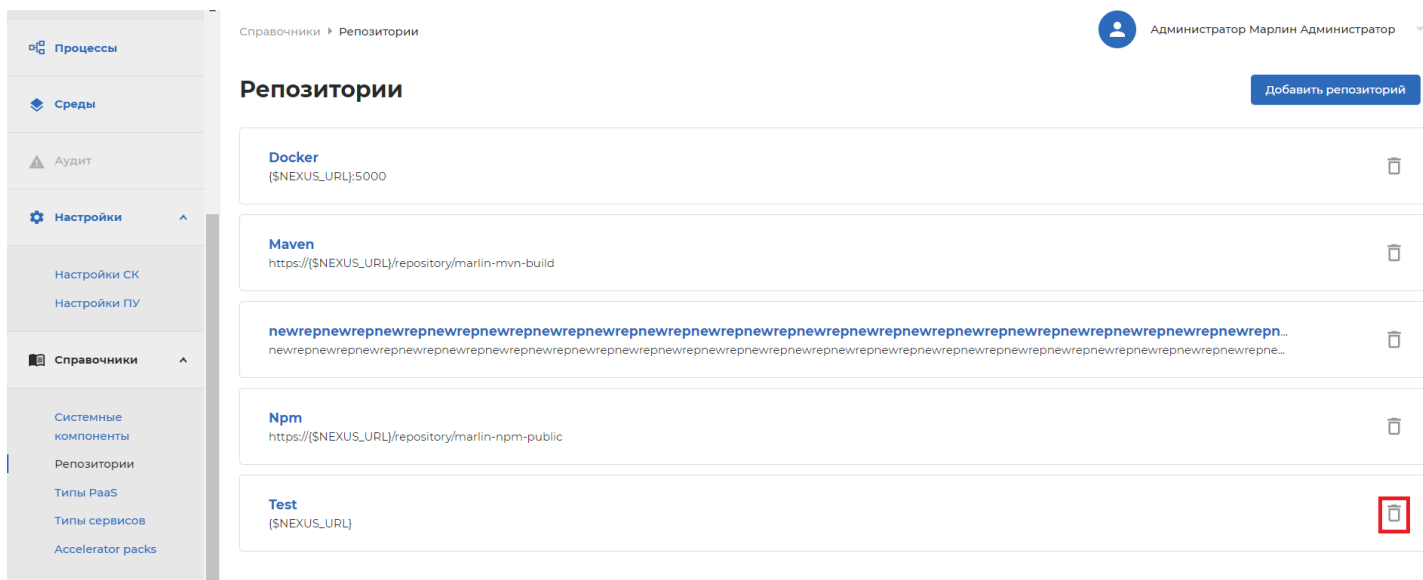 Процессы
Среды
Аудит
Настройки
Настройки СК
Настройки ПУ
Справочники
Системные
компоненты
Репозитории
Типы PaaS
Типы сервисов
Accelerator packs
Справочники Репозитории
Администратор Марлин Администратор
Репозитории
Добавить репозиторий
Docker
{$NEXUS_URL}:5000
Maven
https://{$NEXUS_URL}/repository/marlin-mvn-build
newrepnewrepnewrepnewrepnewrepnewrepnewrepnewrepnewrepnewrepnewrepnewrepnewrepnewrepnewrepnewrepnewrepnewrepn...
newrepnewrepnewrepnewrepnewrepnewrepnewrepnewrepnewrepnewrepnewrepnewrepnewrepnewrepnewrepnewrepnewrepnewrepnewrepnewrepnewrepne...
Npm
https://{$NEXUS_URL}/repository/marlin-npm-public
Test
{$NEXUS_URL}